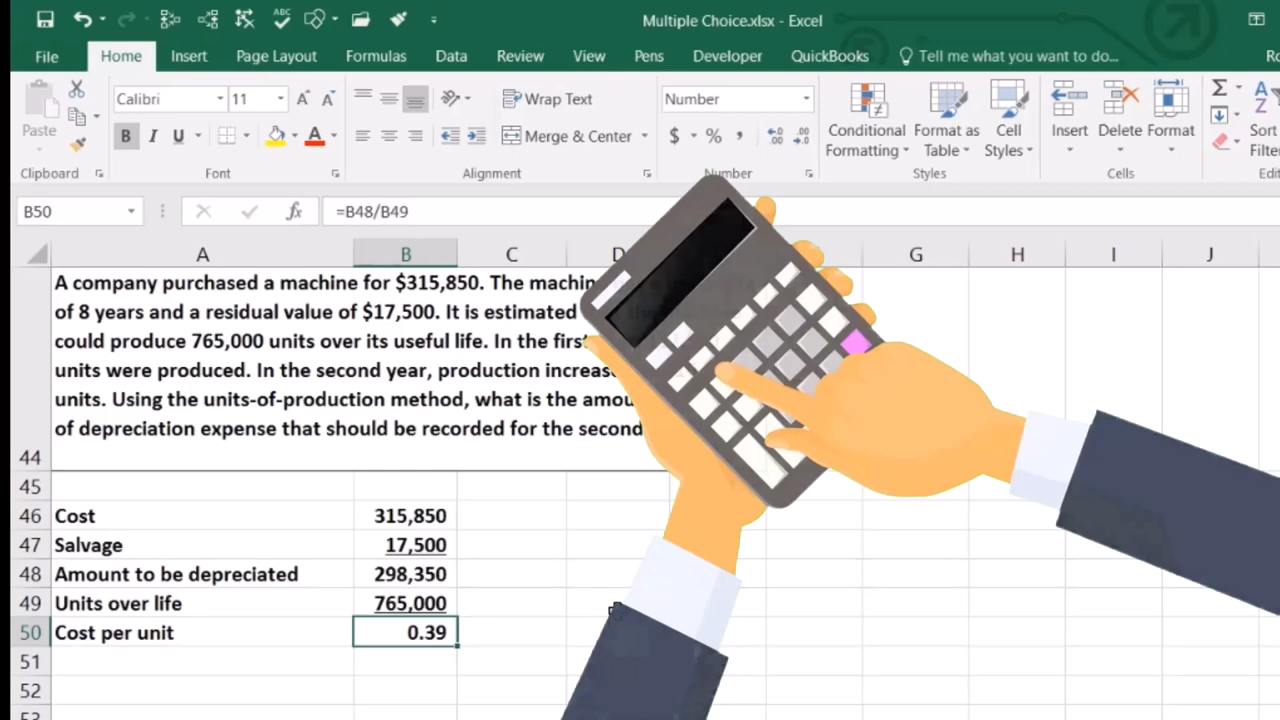 ABC
Multiple Choice.xlsx - Excel
File Home Insert Page Layout Formulas Data Review View Pens Developer QuickBooks Tell me what you want to do...
Calibri 11 Wrap Text Number
Paste B I U Merge & Center $ % , Conditional Formatting Format as Table Cell Styles Insert Delete Format Sort
Clipboard Font Alignment Number Styles Cells
B50 fx =B48/B49
A B C D G H I J
A company purchased a machine for $315,850. The machin
of 8 years and a residual value of $17,500. It is estimated
could produce 765,000 units over its useful life. In the first
units were produced. In the second year, production increas
units. Using the units-of-production method, what is the amou
of depreciation expense that should be recorded for the second
44
45
46 Cost 315,850
47 Salvage 17,500
48 Amount to be depreciated 298,350
49 Units over life 765,000
50 Cost per unit 0.39
51
52
53